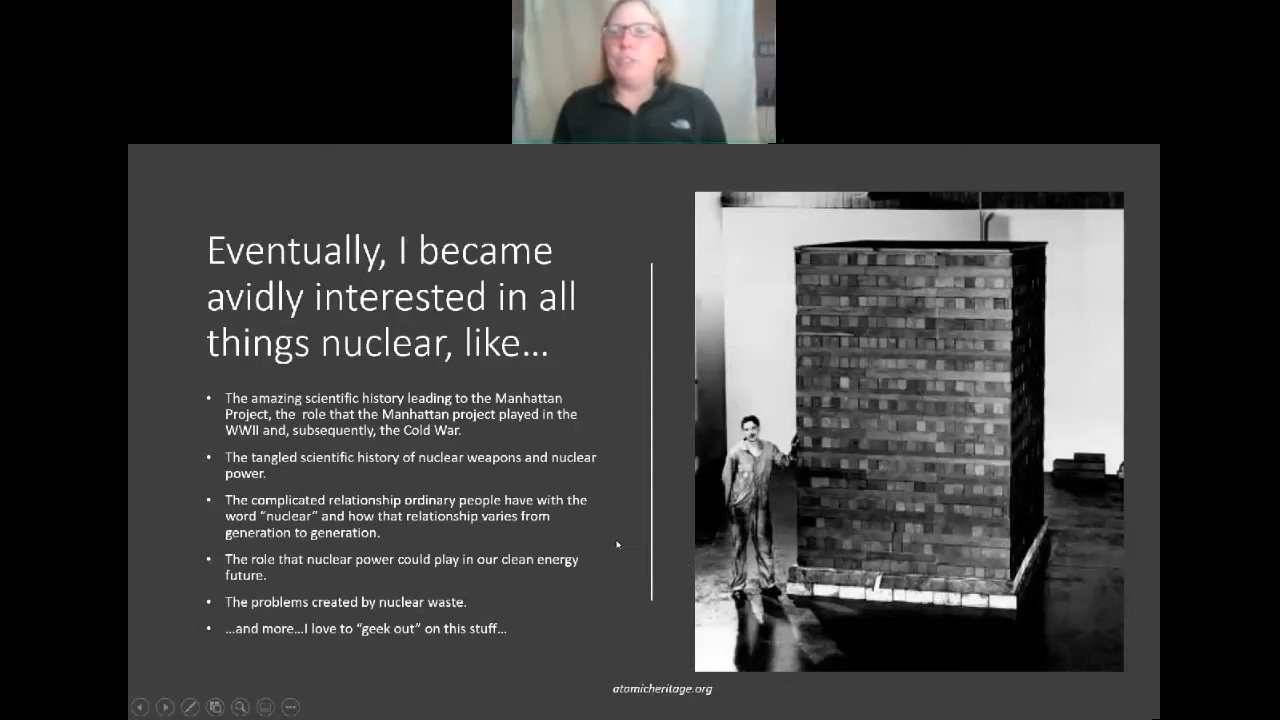 Eventually, I became
avidly interested in all
things nuclear, like...
• The amazing scientific history leading to the Manhattan
Project, the role that the Manhattan project played in the
WWII and, subsequently, the Cold War.
• The tangled scientific history of nuclear weapons and nuclear
power.
• The complicated relationship ordinary people have with the
word “nuclear” and how that relationship varies from
generation to generation.
• The role that nuclear power could play in our clean energy
future.
• The problems created by nuclear waste.
• ...and more...I love to “geek out” on this stuff...
atomicheritage.org